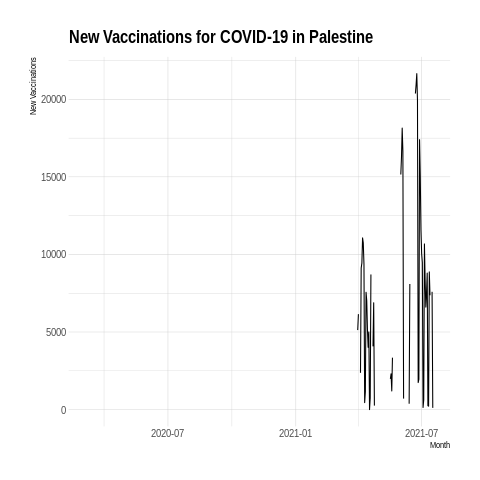 New Vaccinations for COVID-19 in Palestine
New Vaccinations
20000
15000
10000
5000
0
2020-07 2021-01 2021-07
Month